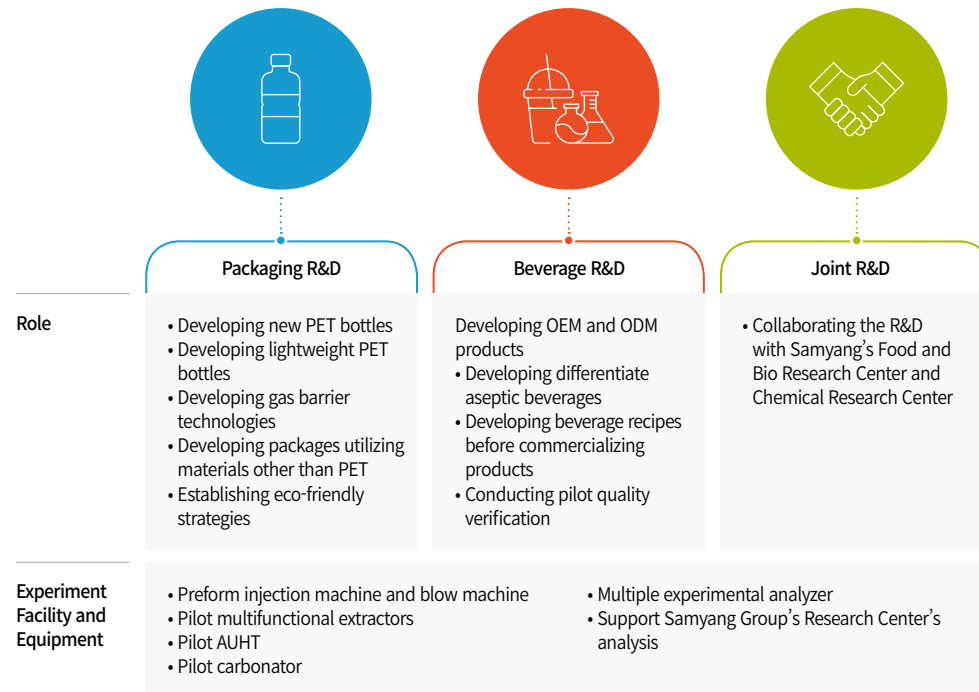 Packaging R&D
Beverage R&D
Joint R&D
Role
• Developing new PET bottles
• Developing lightweight PET
bottles
• Developing gas barrier
technologies
• Developing packages utilizing
materials other than PET
• Establishing eco-friendly
strategies
Developing OEM and ODM
products
• Developing differentiate
aseptic beverages
• Developing beverage recipes
before commercializing
products
• Conducting pilot quality
verification
• Collaborating the R&D
with Samyang's Food and
Bio Research Center and
Chemical Research Center
Experiment
Facility and
Equipment
• Preform injection machine and blow machine
• Pilot multifunctional extractors
• Pilot AUHT
• Pilot carbonator
• Multiple experimental analyzer
• Support Samyang Group's Research Center's
analysis